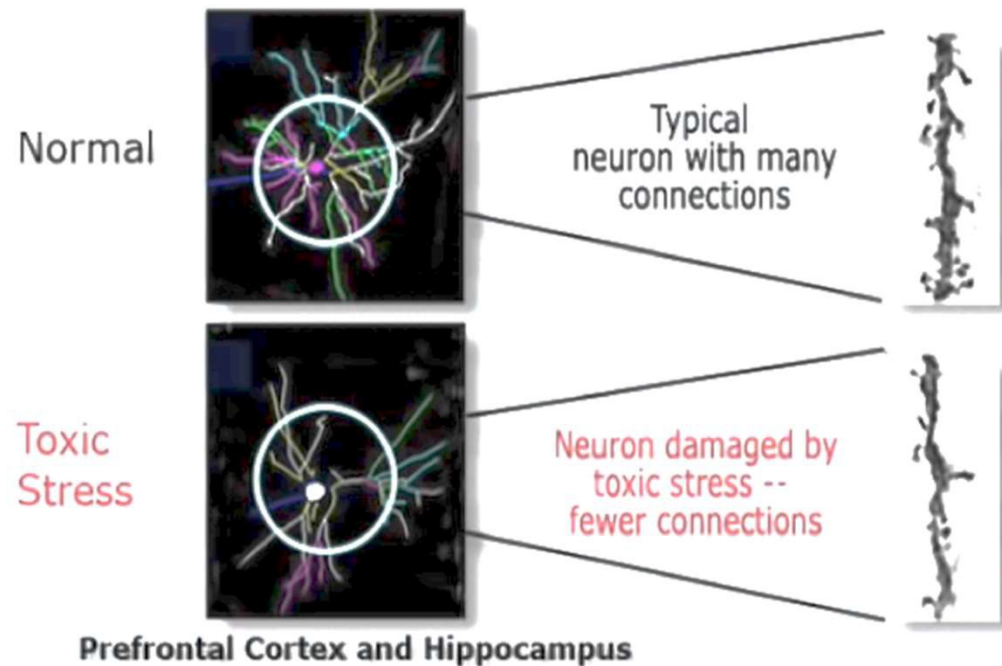 Normal
Typical
neuron with many
connections
Toxic
Stress
Neuron damaged by
toxic stress --
fewer connections
Prefrontal Cortex and Hippocampus